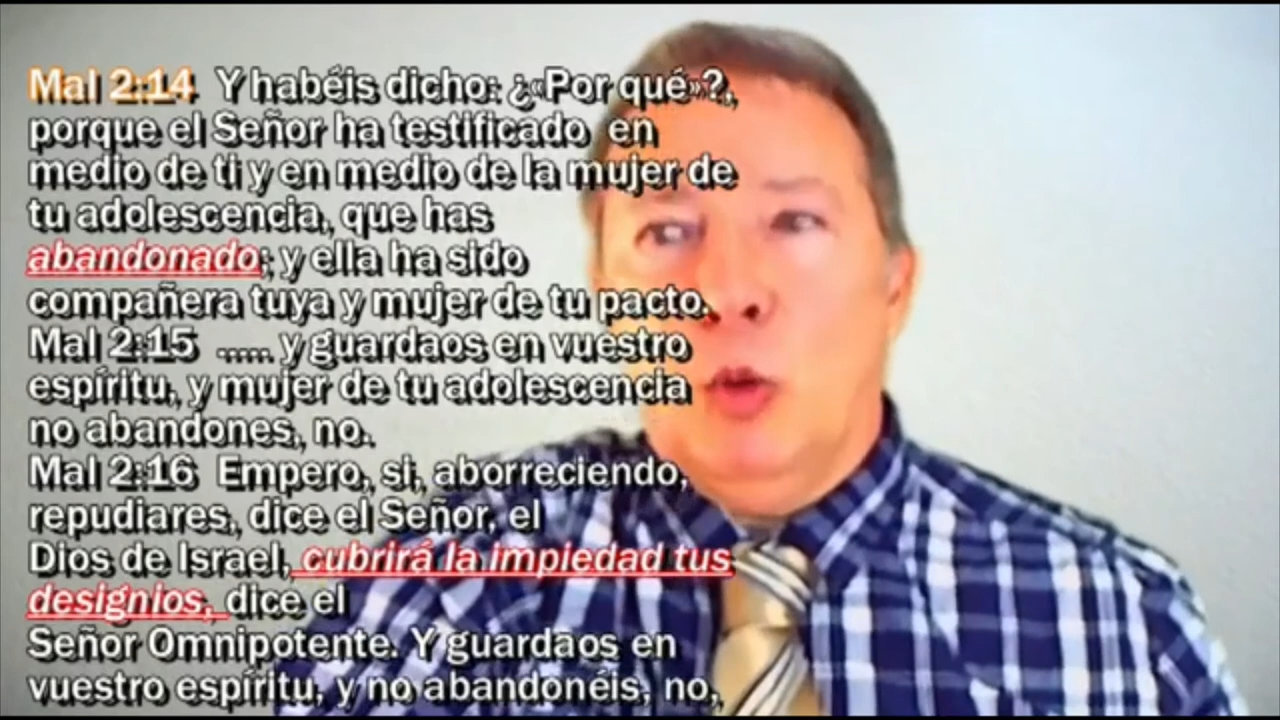 Mal 2:14 Y habéis dicho: ¿«Por qué»?,
porque el Señor ha testificado en
medio de ti y en medio de la mujer de
tu adolescencia, que has
abandonado; y ella ha sido
compañera tuya y mujer de tu pacto.
Mal 2:15 ..... y guardaos en vuestro
espíritu, y mujer de tu adolescencia
no abandones, no.
Mal 2:16 Empero, si, aborreciendo,
repudiares, dice el Señor, el
Dios de Israel, cubrirá la impiedad tus
designios, dice el
Señor Omnipotente. Y guardaos en
vuestro espíritu, y no abandonéis, no,